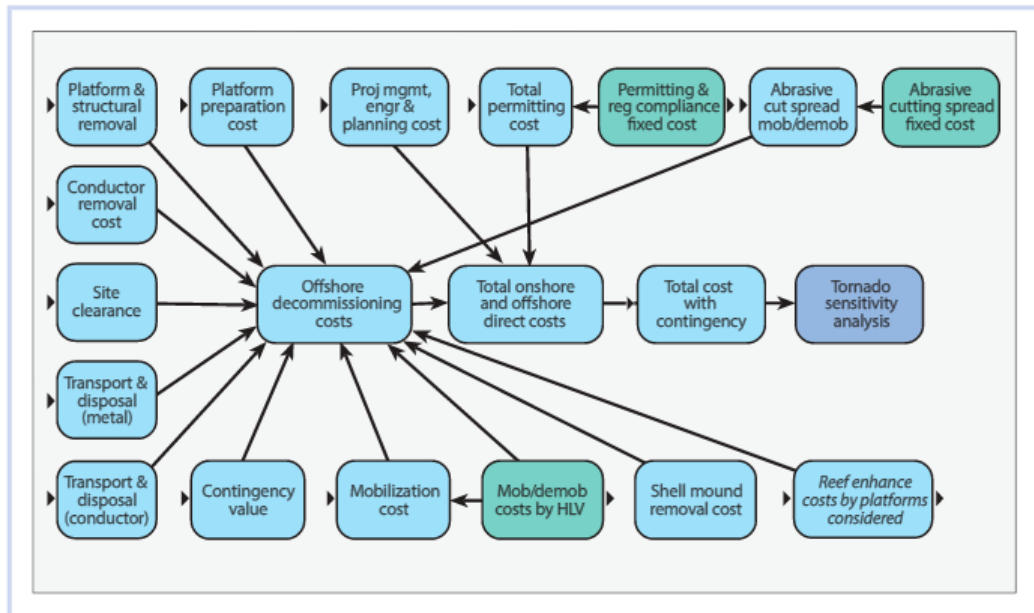 Platform &
structural
removal
Platform
preparation
cost
Proj mgmt,
engr &
planning cost
Total
permitting
cost
Permitting &
reg compliance
fixed cost
Abrasive
cut spread
mob/demob
Abrasive
cutting spread
fixed cost
Conductor
removal
cost
Site
clearance
Offshore
decommissioning
costs
Total onshore
and offshore
direct costs
Total cost
with
contingency
Tornado
sensitivity
analysis
Transport &
disposal
(metal)
Transport &
disposal
(conductor)
Contingency
value
Mobilization
cost
Mob/demob
costs by HLV
Shell mound
removal cost
Reef enhance
costs by platforms
considered